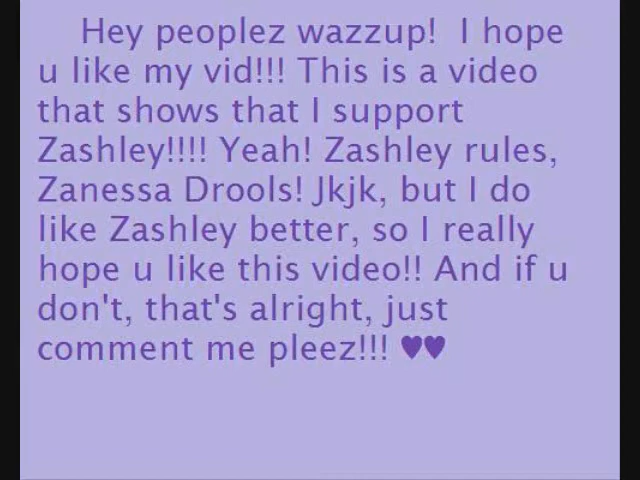 Hey peoplez wazzup! I hope
u like my vid!!! This is a video
that shows that I support
Zashley!!!! Yeah! Zashley rules,
Zanessa Drools! Jkjk, but I do
like Zashley better, so I really
hope u like this video!! And if u
don't, that's alright, just
comment me pleez!!! ♥♥